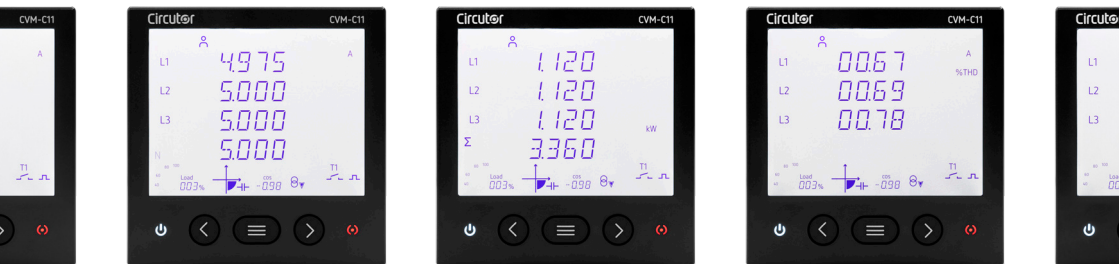 CVM-C11
A
Circutor CVM-C11
L1 4.975 A
L2 5.000
L3 5.000
N 5.000
T1
Load 003% cos -0.98
Circutor CVM-C11
L1 1.120
L2 1.120
L3 1.120 kW
Σ 3.360
T1
Load 003% cos -0.98
Circutor CVM-C11
L1 00.67 A
%THD
L2 00.69
L3 00.78
T1
Load 003% cos -0.98
L1
L2
L3